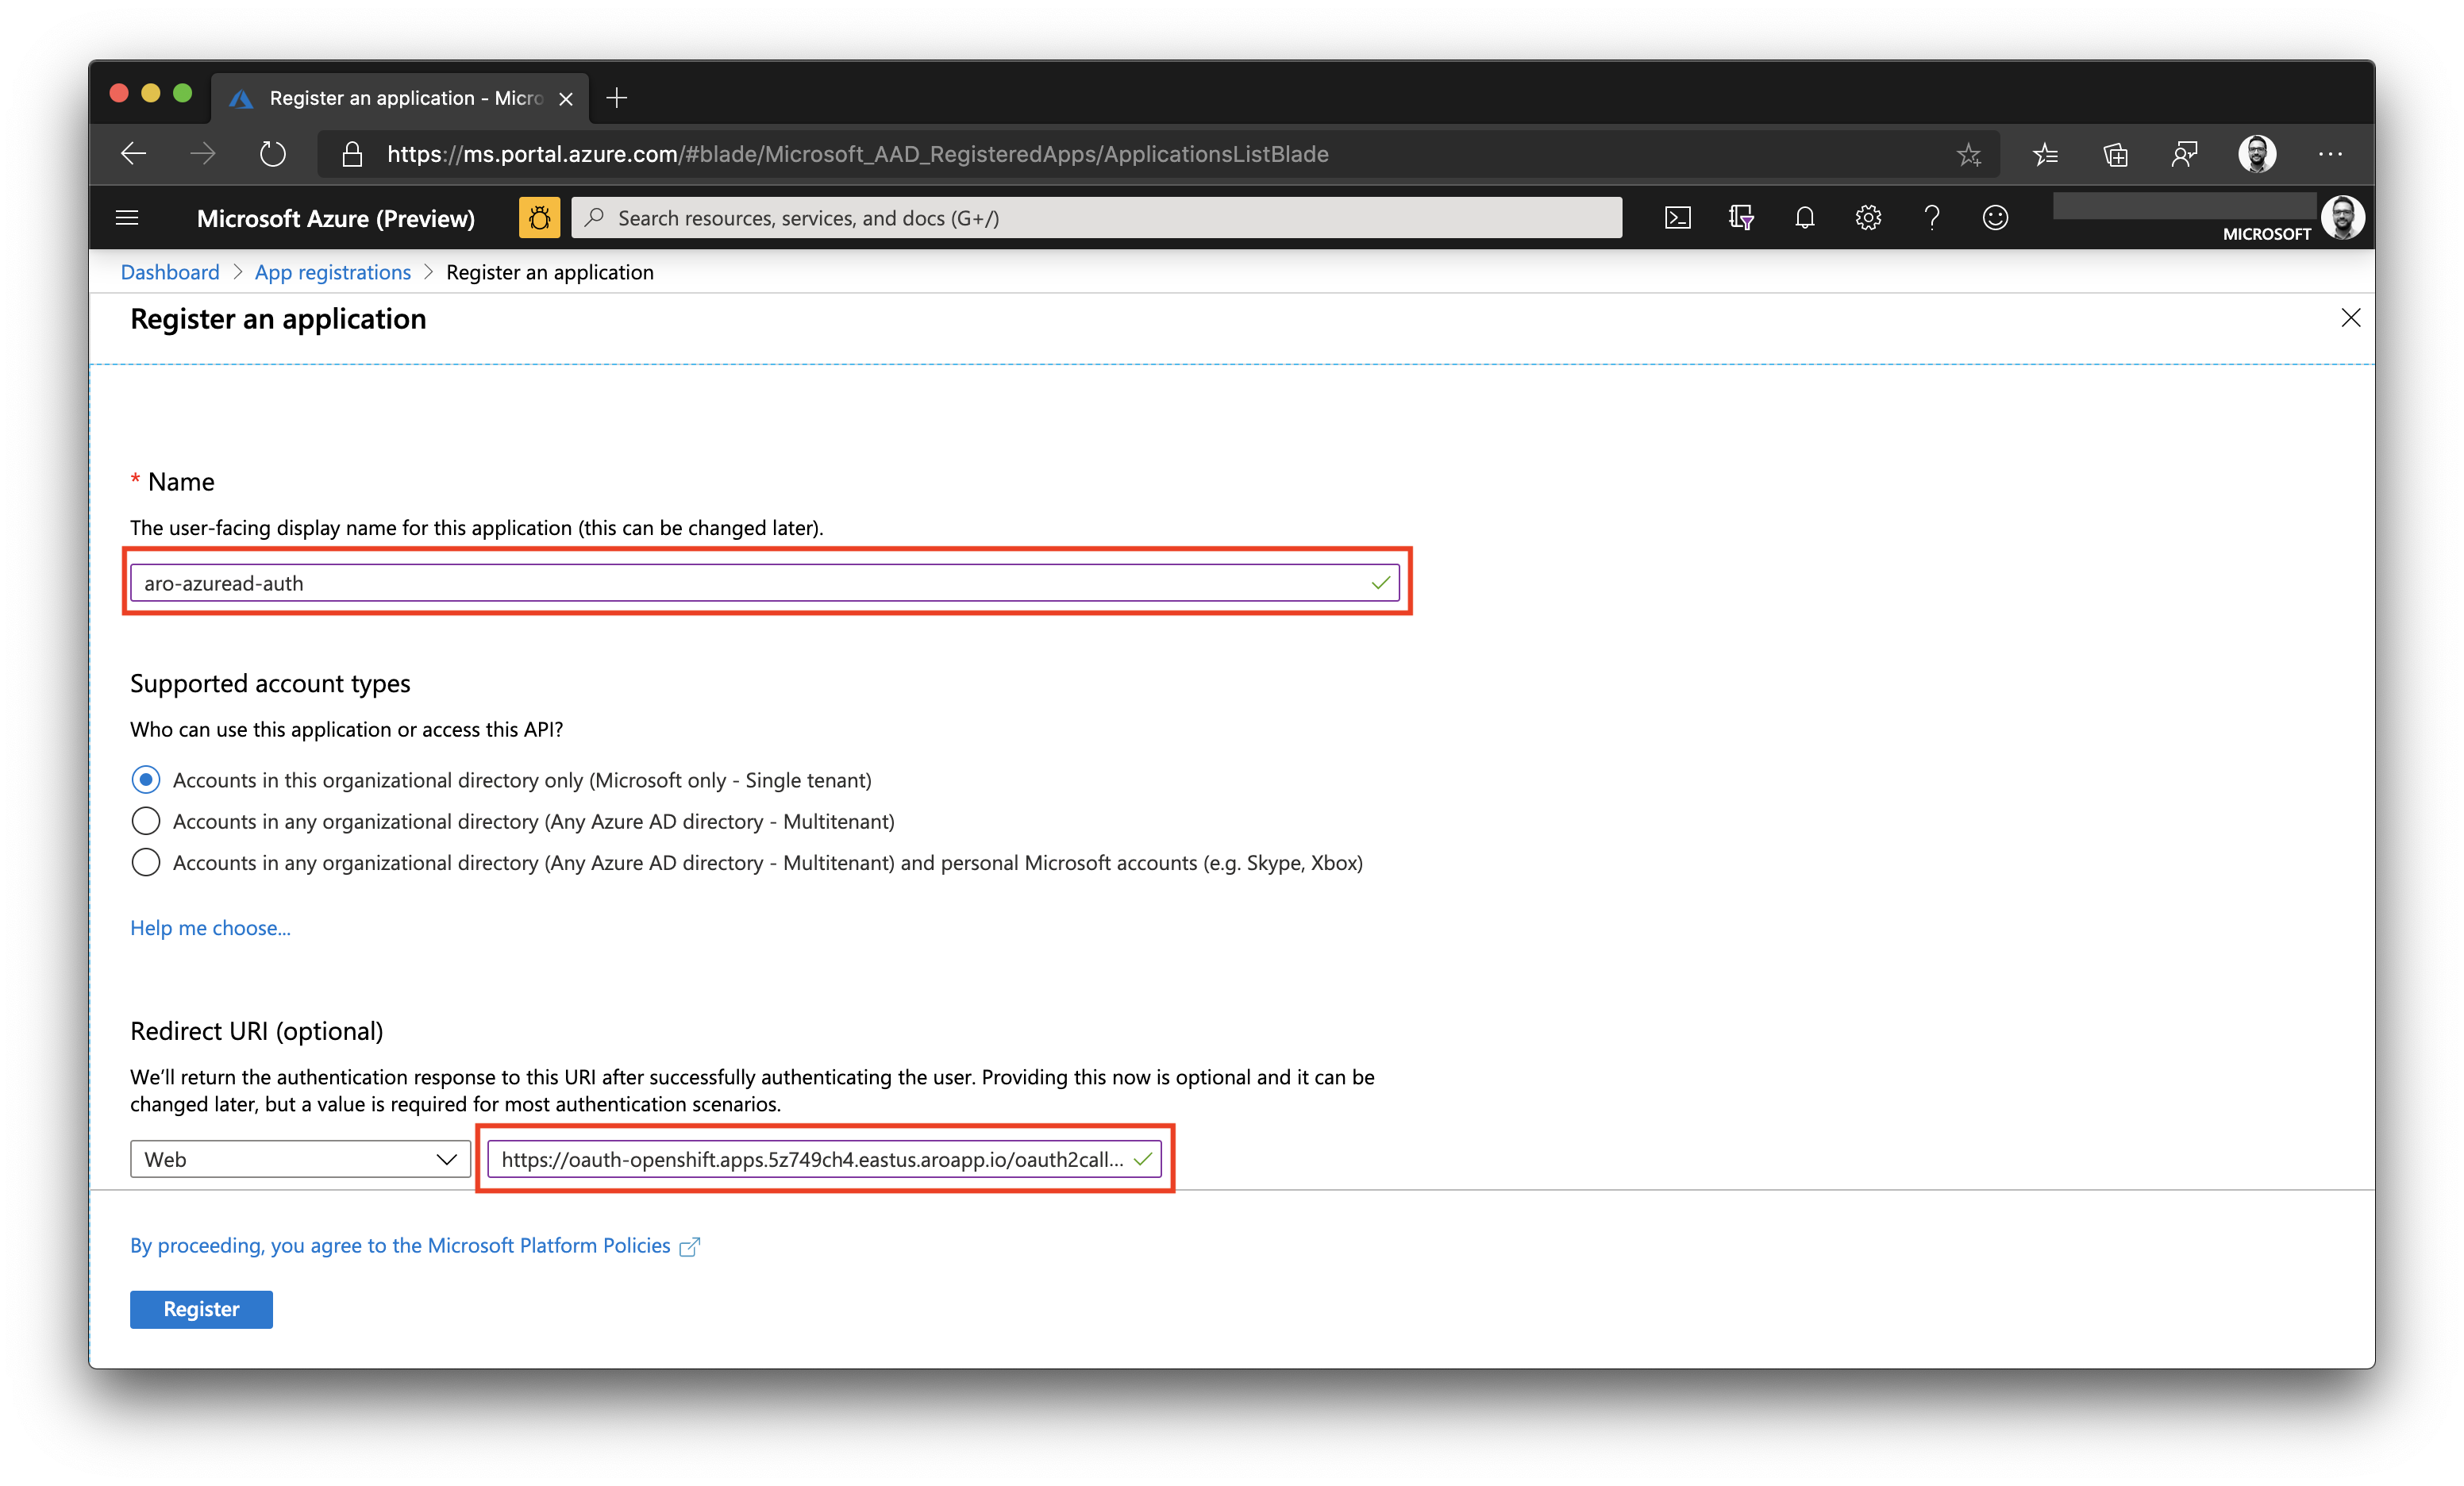 Register an application - Micro
https://ms.portal.azure.com/#blade/Microsoft_AAD_RegisteredApps/ApplicationsListBlade
Microsoft Azure (Preview)
Search resources, services, and docs (G+/)
MICROSOFT
Dashboard > App registrations > Register an application
Register an application
* Name
The user-facing display name for this application (this can be changed later).
aro-azuread-auth
Supported account types
Who can use this application or access this API?
Accounts in this organizational directory only (Microsoft only - Single tenant)
Accounts in any organizational directory (Any Azure AD directory - Multitenant)
Accounts in any organizational directory (Any Azure AD directory - Multitenant) and personal Microsoft accounts (e.g. Skype, Xbox)
Help me choose...
Redirect URI (optional)
We'll return the authentication response to this URI after successfully authenticating the user. Providing this now is optional and it can be
changed later, but a value is required for most authentication scenarios.
Web
https://oauth-openshift.apps.5z749ch4.eastus.aroapp.io/oauth2call...
By proceeding, you agree to the Microsoft Platform Policies
Register